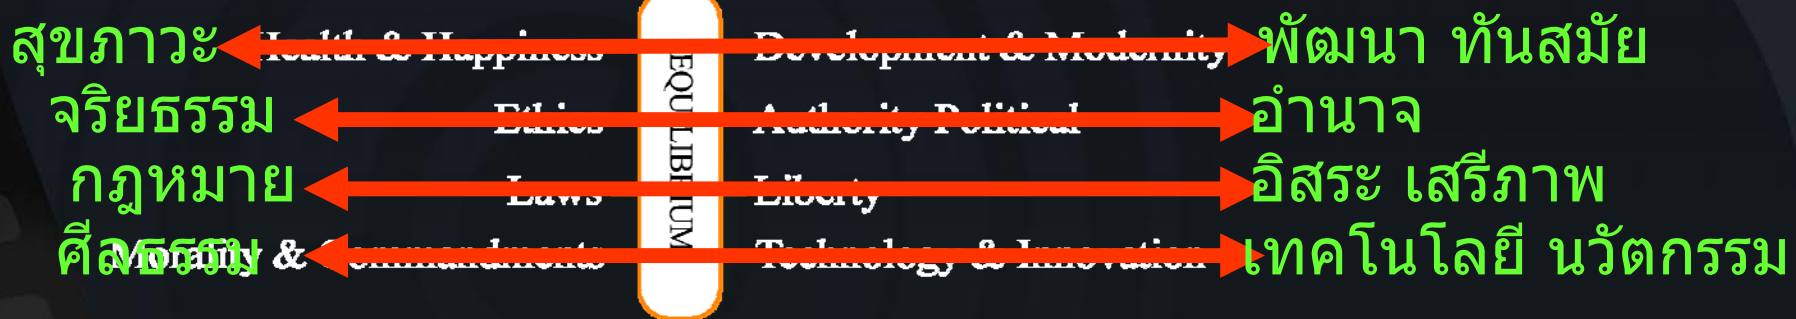 สุขภาวะ Health & Happiness Development & Modernity พัฒนา ทันสมัย
จริยธรรม Ethics Authority Political อำนาจ
กฎหมาย Laws Liberty อิสระ เสรีภาพ
ศีลธรรม Morality & Commandments Technology & Innovation เทคโนโลยี นวัตกรรม
EQUILIBRIUM